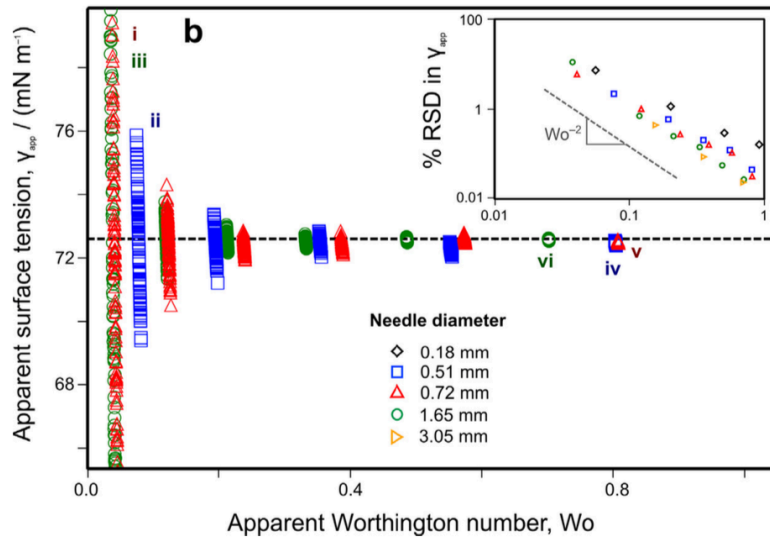 b
i
iii
ii
76
72
68
Apparent surface tension, γapp / (mN m⁻¹)
100
1
0.01
% RSD in γapp
Wo⁻²
0.01
0.1
1
vi
iv
v
Needle diameter
0.18 mm
0.51 mm
0.72 mm
1.65 mm
3.05 mm
0.0
0.4
0.8
Apparent Worthington number, Wo